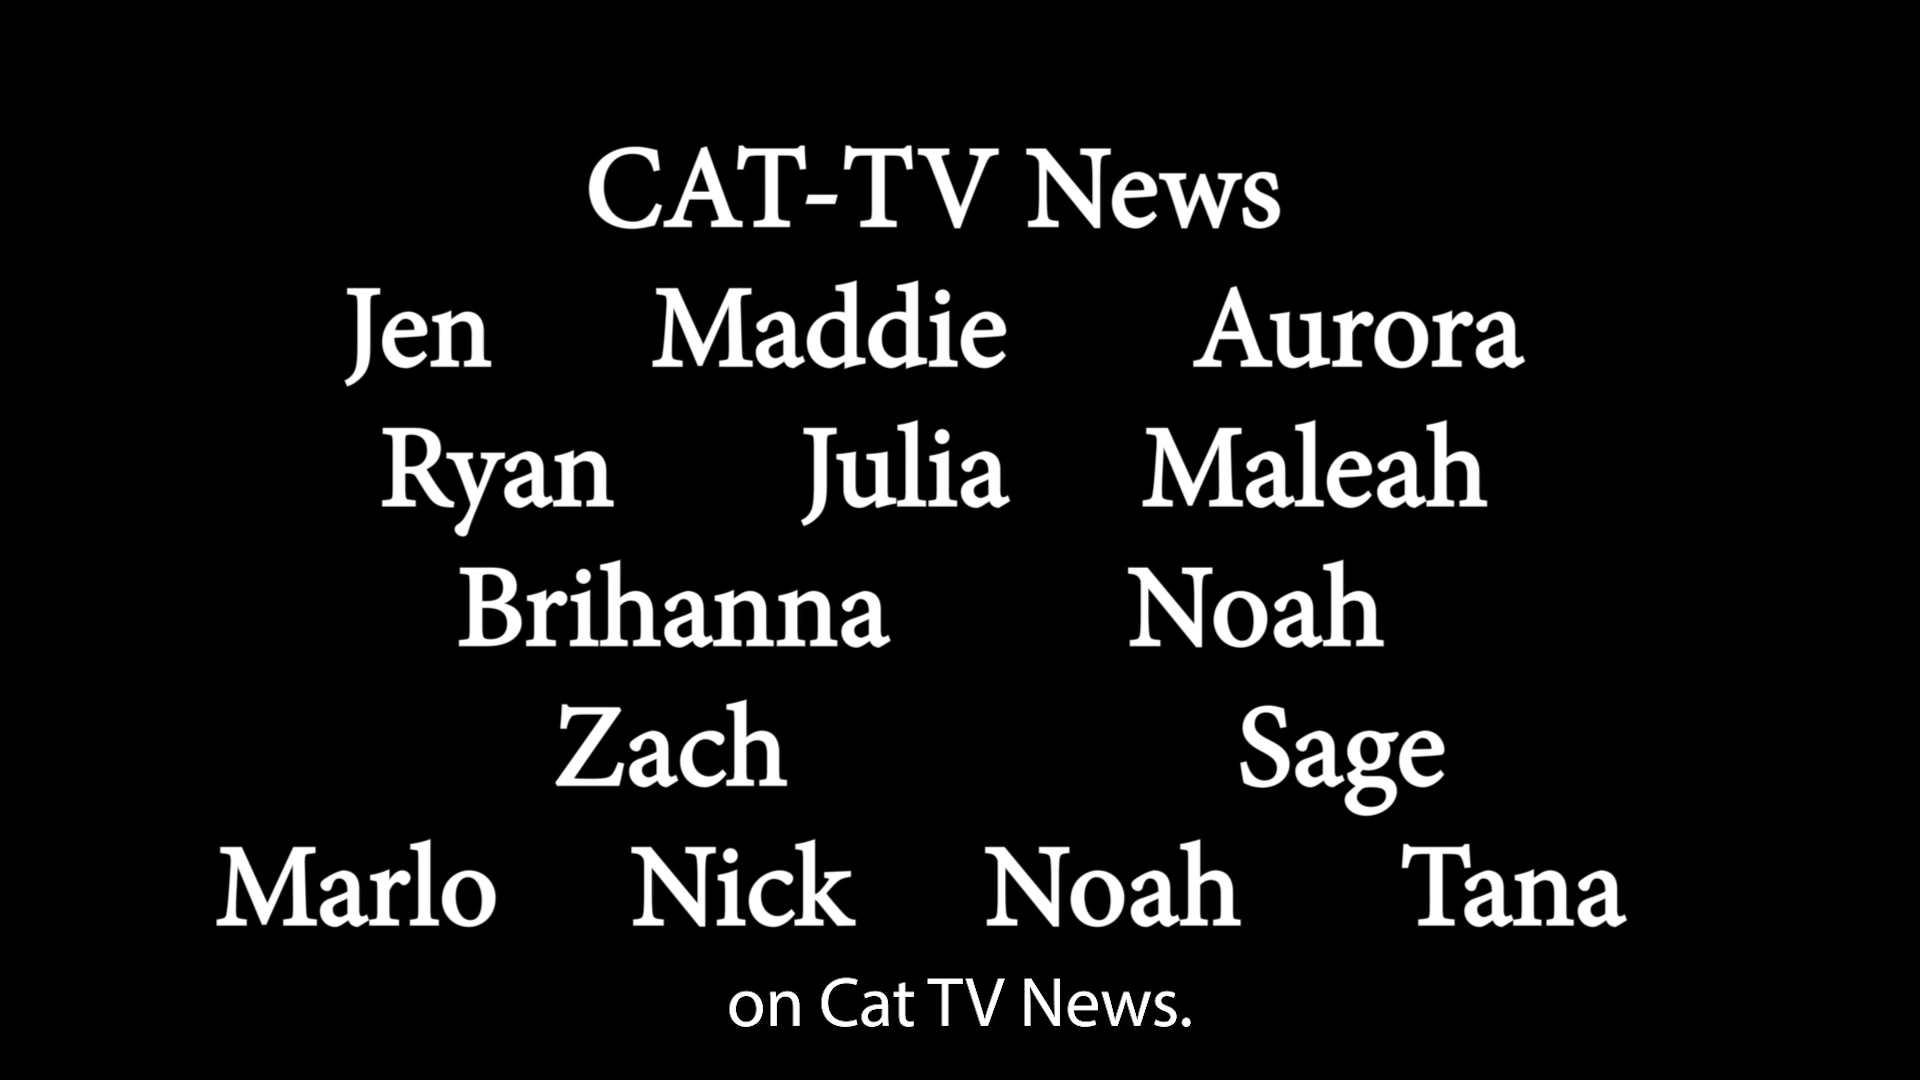 CAT-TV News
Jen Maddie Aurora
Ryan Julia Maleah
Brihanna Noah
Zach Sage
Marlo Nick Noah Tana
on Cat TV News.